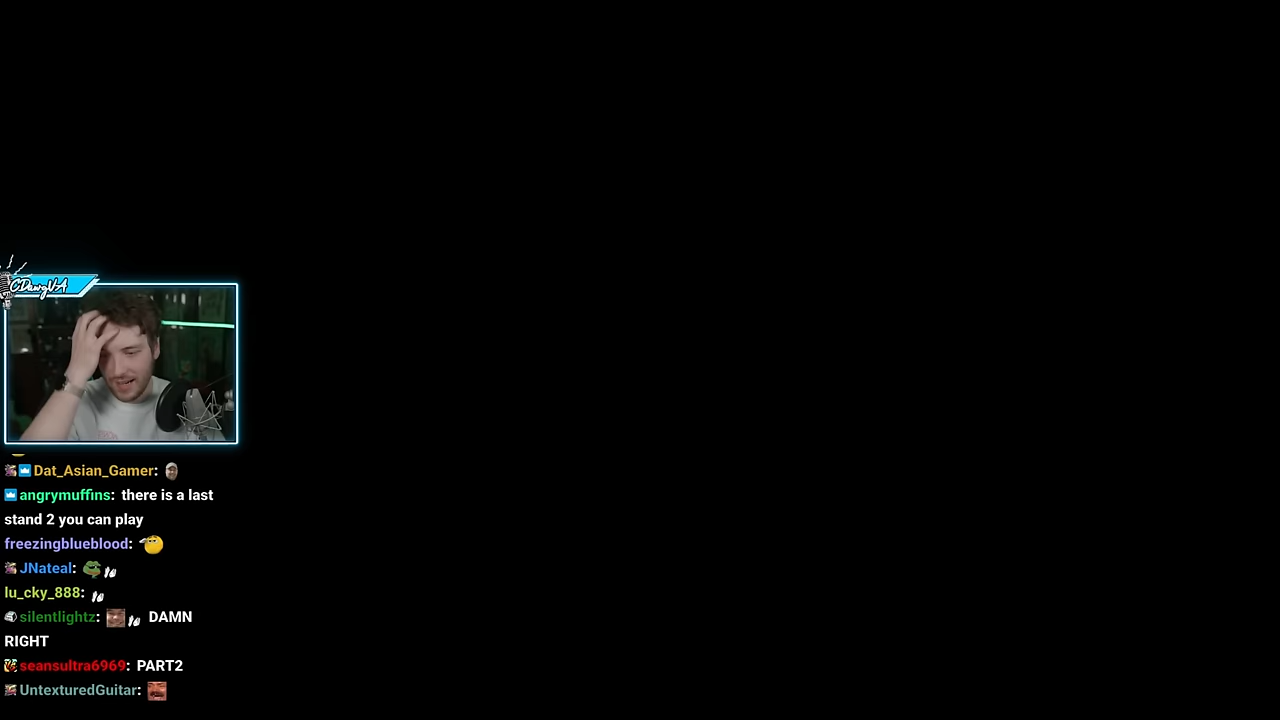 CDawgVA
Dat_Asian_Gamer:
angrymuffins: there is a last
stand 2 you can play
freezingblueblood:
JNateal:
lu_cky_888:
silentlightz: DAMN
RIGHT
seansultra6969: PART2
UntexturedGuitar: